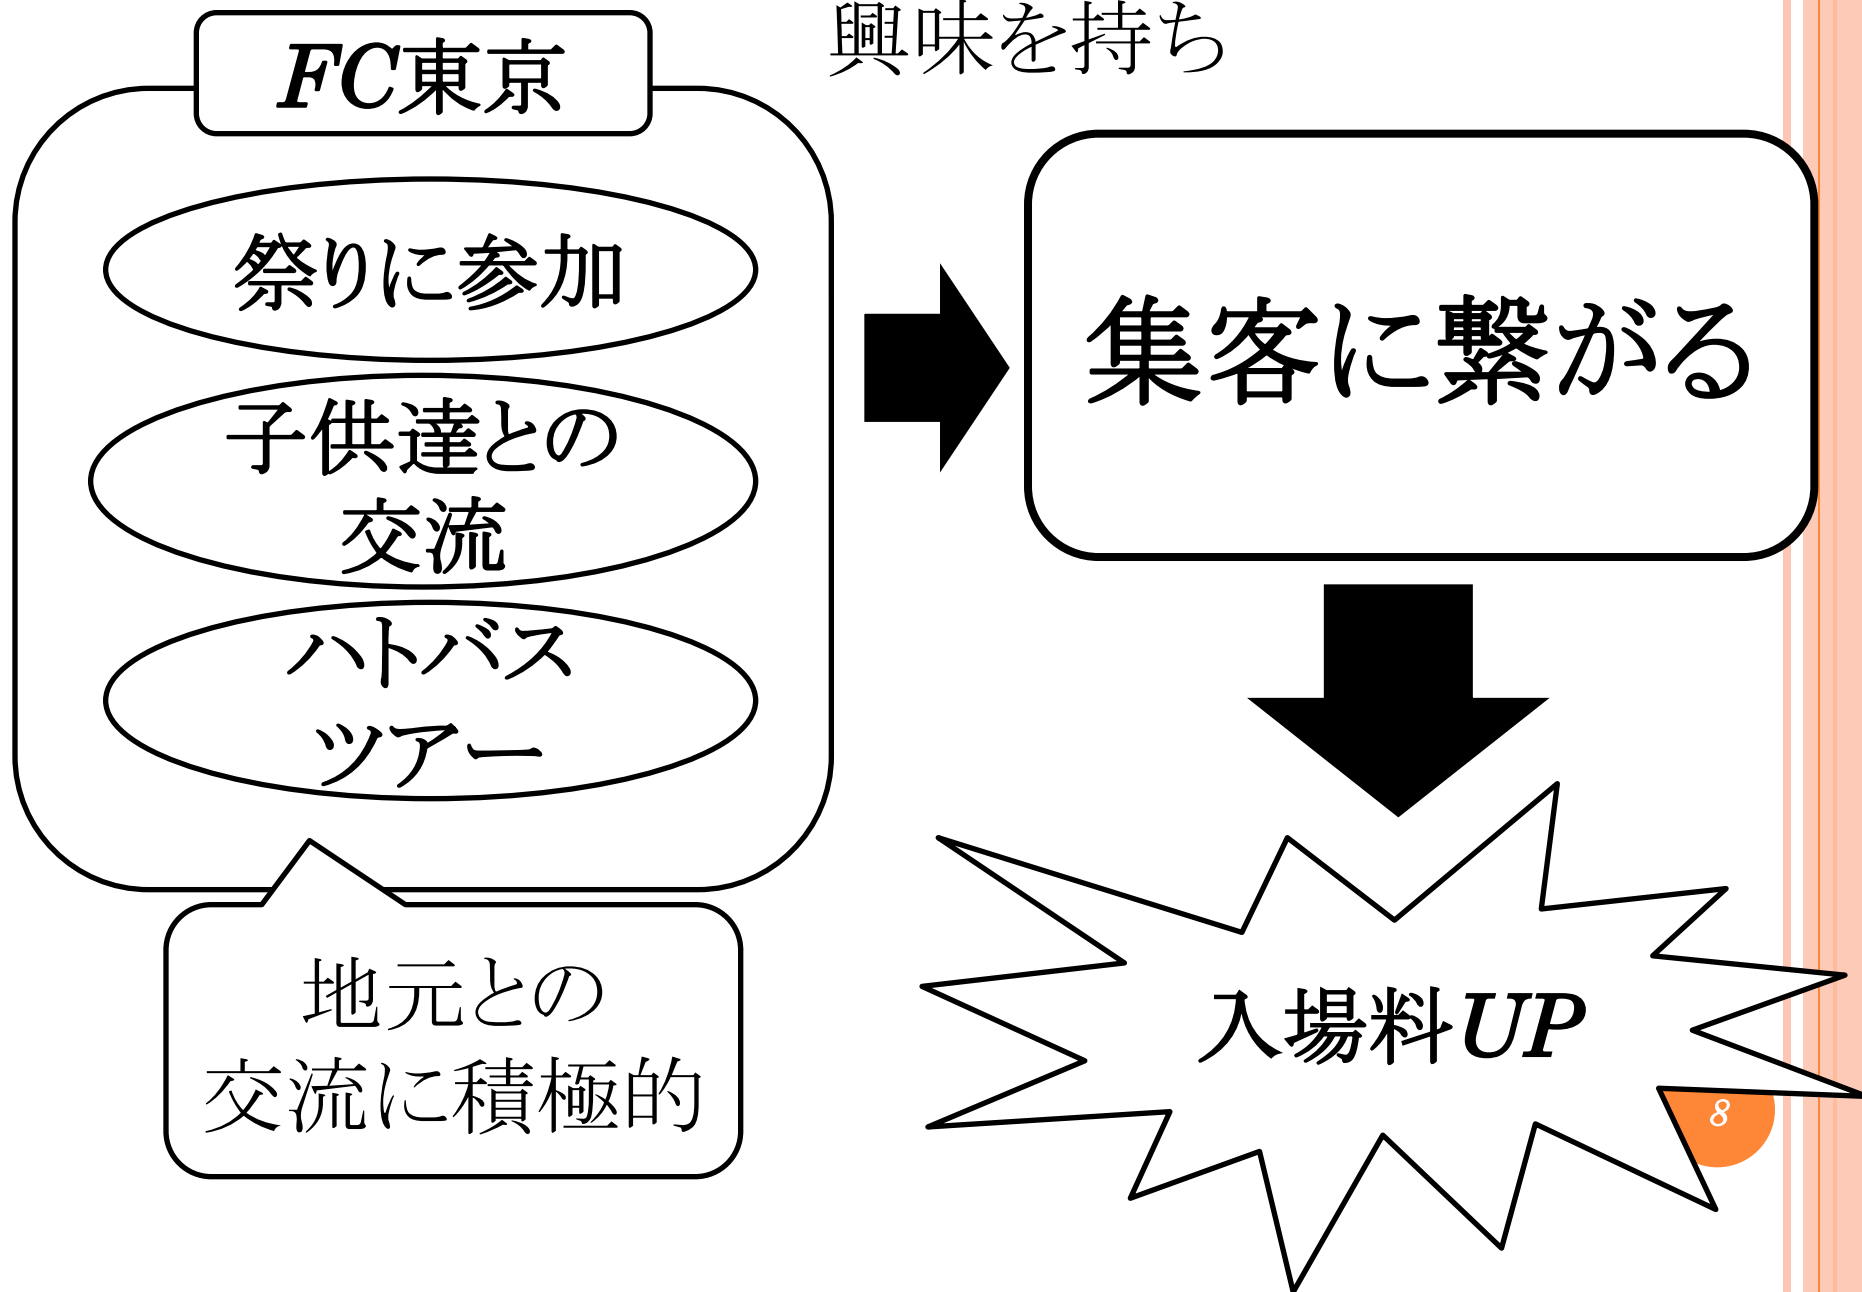 興味を持ち
FC東京
祭りに参加
子供達との
交流
ハトバス
ツアー
地元との
交流に積極的
集客に繋がる
入場料UP
8